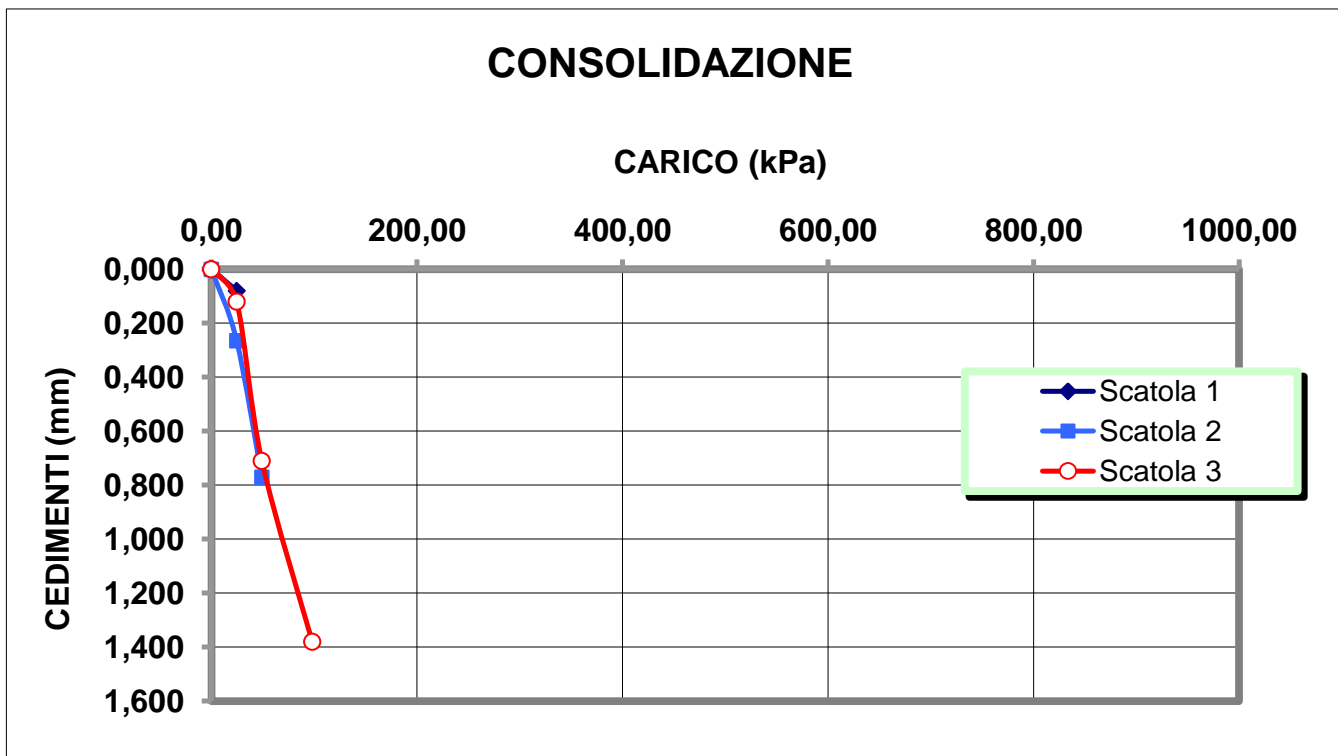 CONSOLIDAZIONE
CARICO (kPa)
0,00 200,00 400,00 600,00 800,00 1000,00
CEDIMENTI (mm)
0,000
0,200
0,400
0,600
0,800
1,000
1,200
1,400
1,600
Scatola 1
Scatola 2
Scatola 3